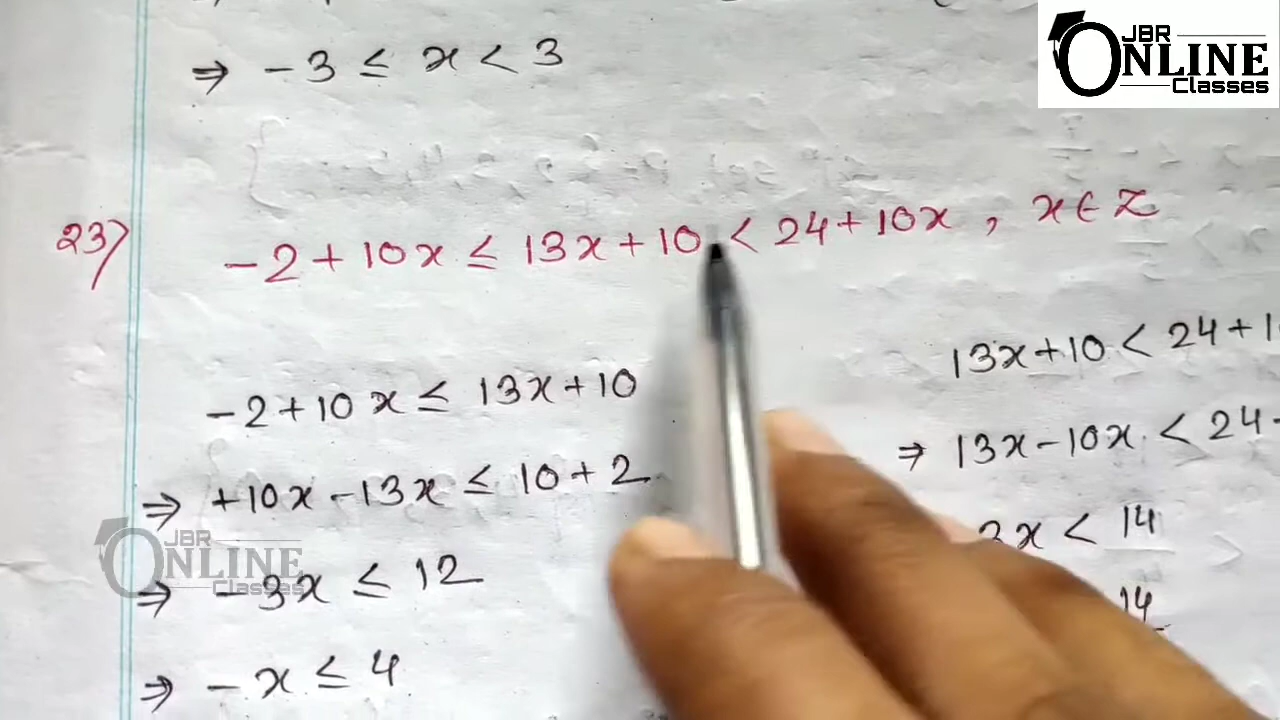 ⇒ -3 ≤ x < 3
JBR
ONLINE
Classes
23) -2 + 10x ≤ 13x + 10 < 24 + 10x , x ∈ Z
-2 + 10x ≤ 13x + 10
⇒ +10x - 13x ≤ 10 + 2
⇒ -3x ≤ 12
⇒ -x ≤ 4
13x + 10 < 24 + 1
⇒ 13x - 10x < 24 -
3x < 14
14
JBR
ONLINE
Classes